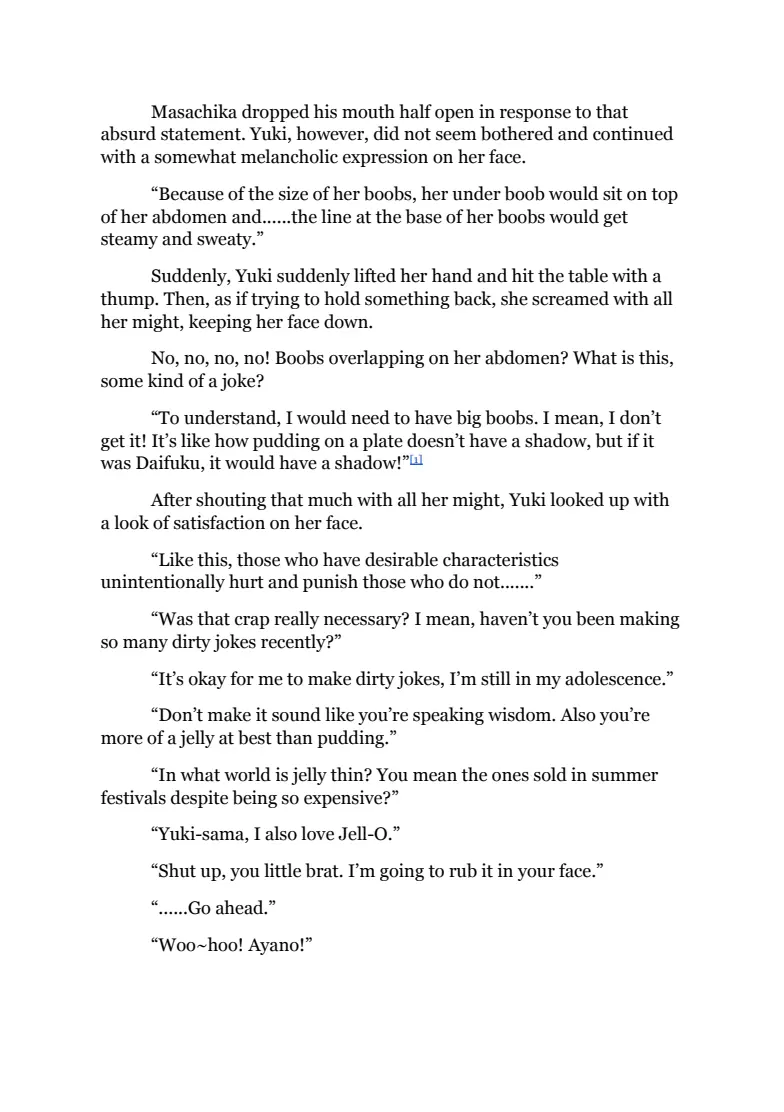 Masachika dropped his mouth half open in response to that
absurd statement. Yuki, however, did not seem bothered and continued
with a somewhat melancholic expression on her face.
“Because of the size of her boobs, her under boob would sit on top
of her abdomen and......the line at the base of her boobs would get
steamy and sweaty.”
Suddenly, Yuki suddenly lifted her hand and hit the table with a
thump. Then, as if trying to hold something back, she screamed with all
her might, keeping her face down.
No, no, no, no! Boobs overlapping on her abdomen? What is this,
some kind of a joke?
“To understand, I would need to have big boobs. I mean, I don’t
get it! It’s like how pudding on a plate doesn’t have a shadow, but if it
was Daifuku, it would have a shadow!”[1]
After shouting that much with all her might, Yuki looked up with
a look of satisfaction on her face.
“Like this, those who have desirable characteristics
unintentionally hurt and punish those who do not.......”
“Was that crap really necessary? I mean, haven’t you been making
so many dirty jokes recently?”
“It’s okay for me to make dirty jokes, I’m still in my adolescence.”
“Don’t make it sound like you’re speaking wisdom. Also you’re
more of a jelly at best than pudding.”
“In what world is jelly thin? You mean the ones sold in summer
festivals despite being so expensive?”
“Yuki-sama, I also love Jell-O.”
“Shut up, you little brat. I’m going to rub it in your face.”
“......Go ahead.”
“Woo~hoo! Ayano!”